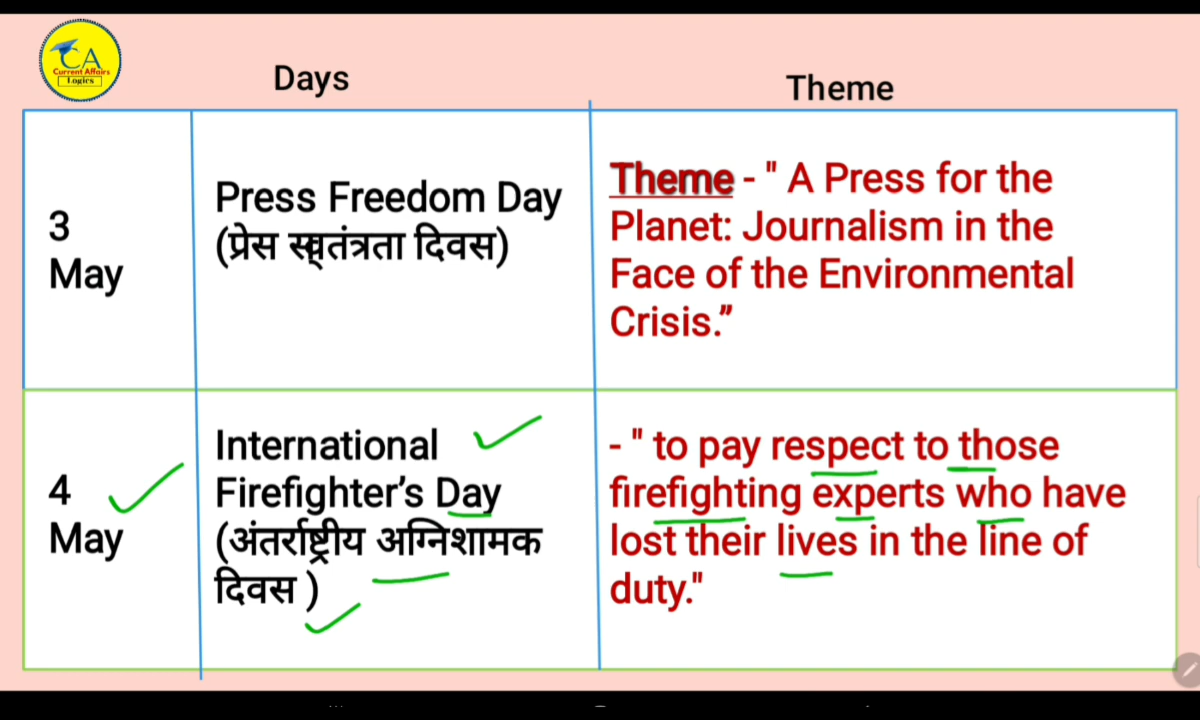 CA
Current Affairs
Logics
Days
Theme
3
May
Press Freedom Day
(प्रेस स्वतंत्रता दिवस)
Theme - " A Press for the
Planet: Journalism in the
Face of the Environmental
Crisis.”
4
May
International
Firefighter’s Day
(अंतर्राष्ट्रीय अग्निशामक
दिवस )
- " to pay respect to those
firefighting experts who have
lost their lives in the line of
duty."